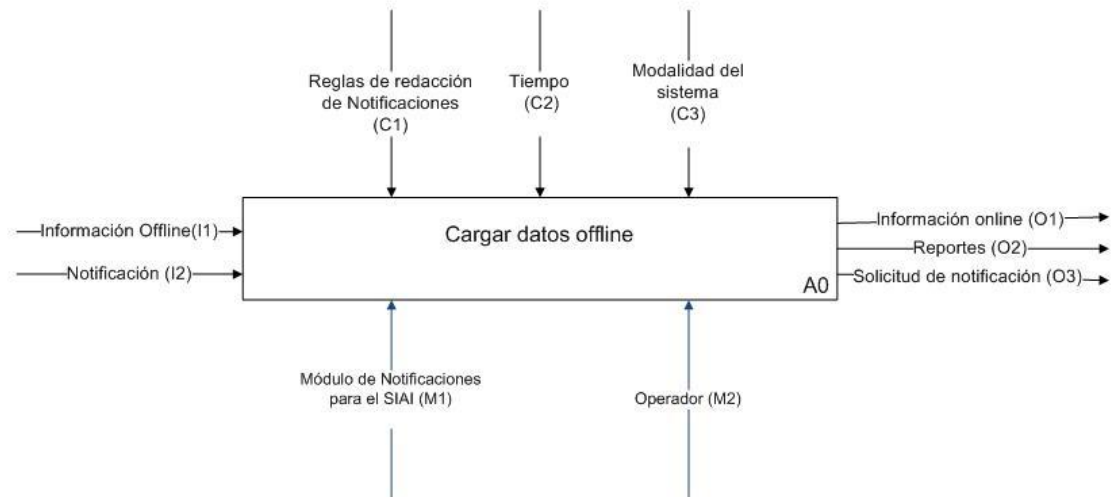 Reglas de redacción
de Notificaciones
(C1)
Tiempo
(C2)
Modalidad del
sistema
(C3)
Información Offline(I1)
Notificación (I2)
Cargar datos offline
A0
Información online (O1)
Reportes (O2)
Solicitud de notificación (O3)
Módulo de Notificaciones
para el SIAI (M1)
Operador (M2)